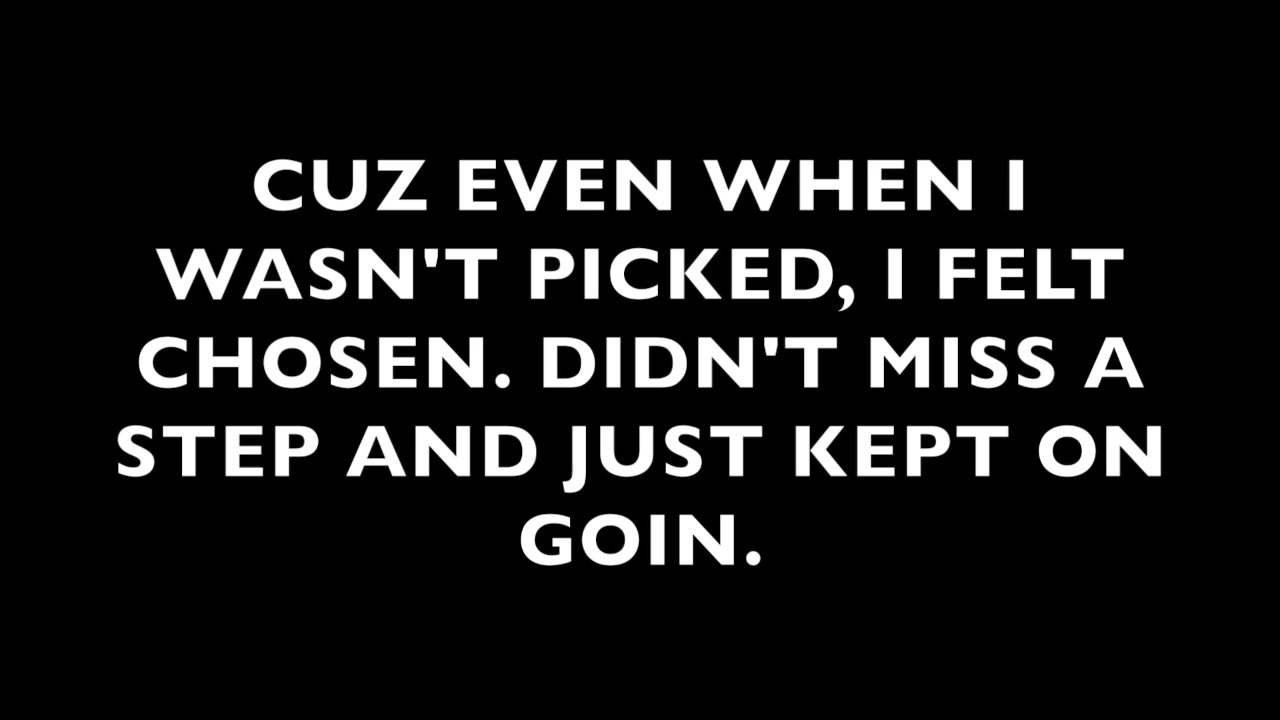 CUZ EVEN WHEN I
WASN'T PICKED, I FELT
CHOSEN. DIDN'T MISS A
STEP AND JUST KEPT ON
GOIN.